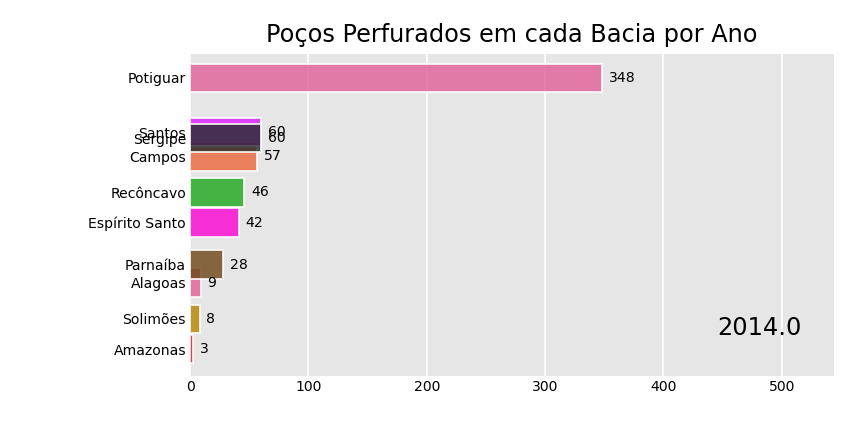 Poços Perfurados em cada Bacia por Ano
Potiguar 348
Santos 60
Sergipe 60
Campos 57
Recôncavo 46
Espírito Santo 42
Parnaíba 28
Alagoas 9
Solimões 8
2014.0
Amazonas 3
0 100 200 300 400 500